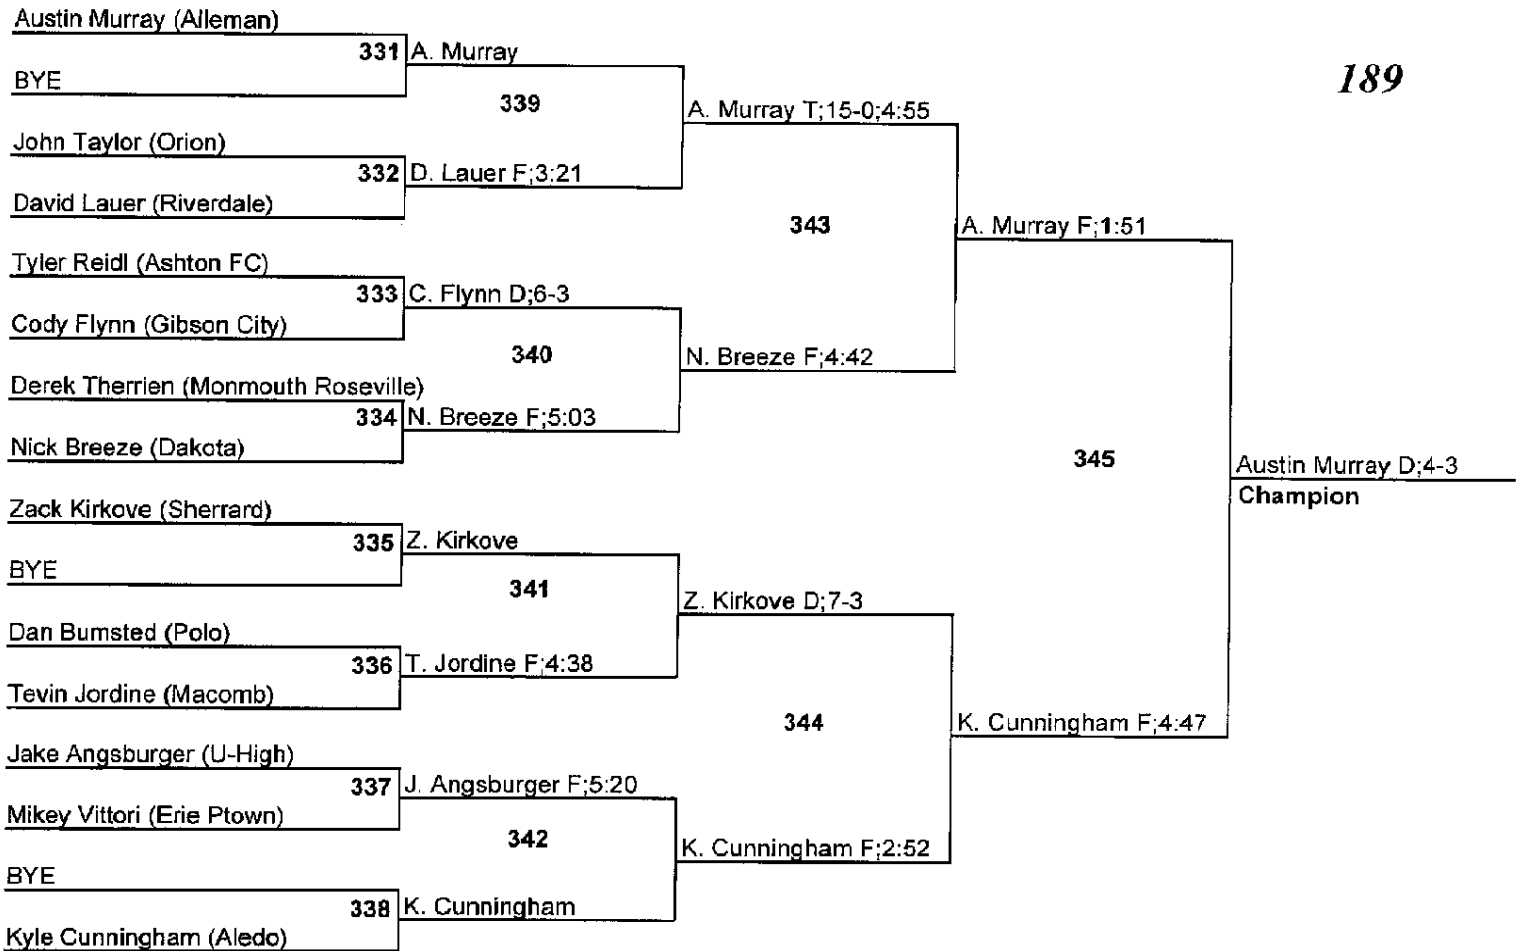 Austin Murray (Alleman)
331 A. Murray
BYE
189
339
A. Murray T;15-0;4:55
John Taylor (Orion)
332 D. Lauer F;3:21
David Lauer (Riverdale)
343
A. Murray F;1:51
Tyler Reidl (Ashton FC)
333 C. Flynn D;6-3
Cody Flynn (Gibson City)
340
N. Breeze F;4:42
Derek Therrien (Monmouth Roseville)
334 N. Breeze F;5:03
Nick Breeze (Dakota)
345
Austin Murray D;4-3
Champion
Zack Kirkove (Sherrard)
335 Z. Kirkove
BYE
341
Z. Kirkove D;7-3
Dan Bumsted (Polo)
336 T. Jordine F;4:38
Tevin Jordine (Macomb)
344
K. Cunningham F;4:47
Jake Angsburger (U-High)
337 J. Angsburger F;5:20
Mikey Vittori (Erie Ptown)
342
K. Cunningham F;2:52
BYE
338 K. Cunningham
Kyle Cunningham (Aledo)